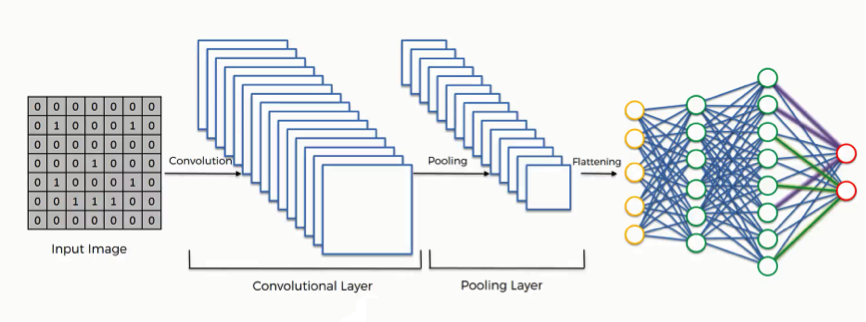 0 0 0 0 0 0 0
0 1 0 0 0 1 0
0 0 0 0 0 0 0
0 0 0 1 0 0 0
0 1 0 0 0 1 0
0 0 1 1 1 0 0
0 0 0 0 0 0 0
Input Image
Convolution
Convolutional Layer
Pooling
Pooling Layer
Flattening